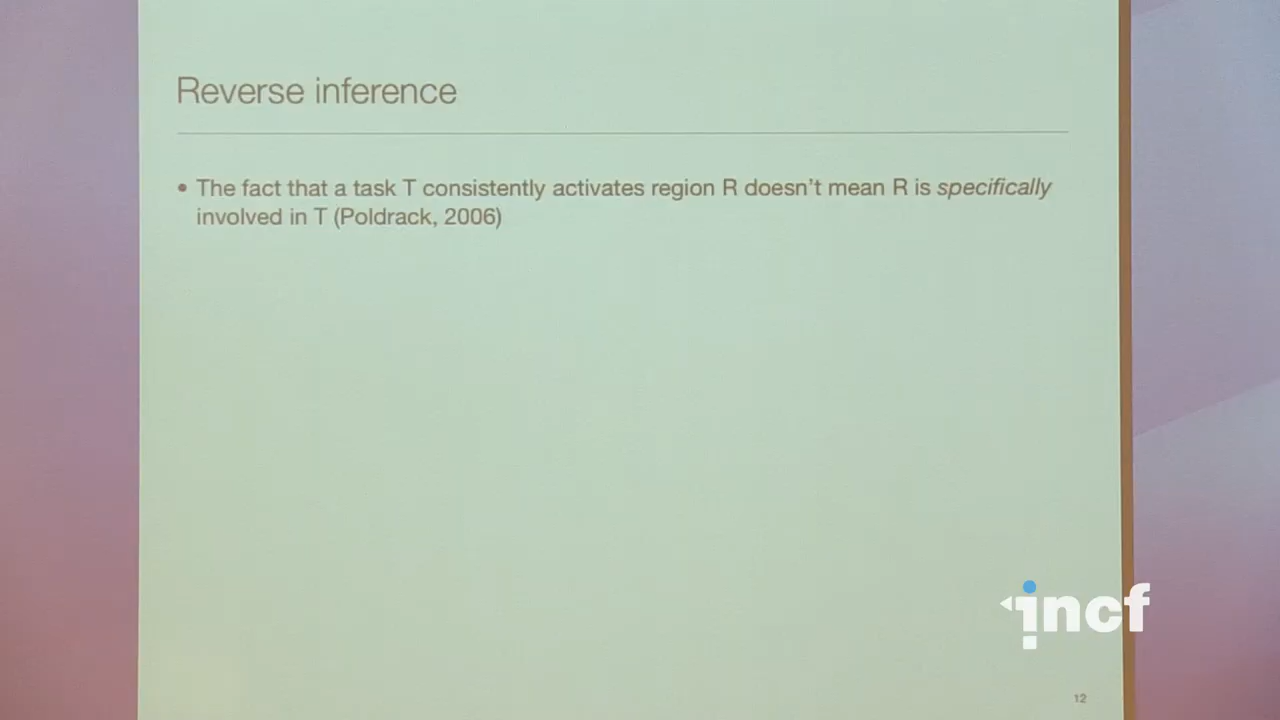 Reverse inference
• The fact that a task T consistently activates region R doesn't mean R is specifically
involved in T (Poldrack, 2006)
incf
12